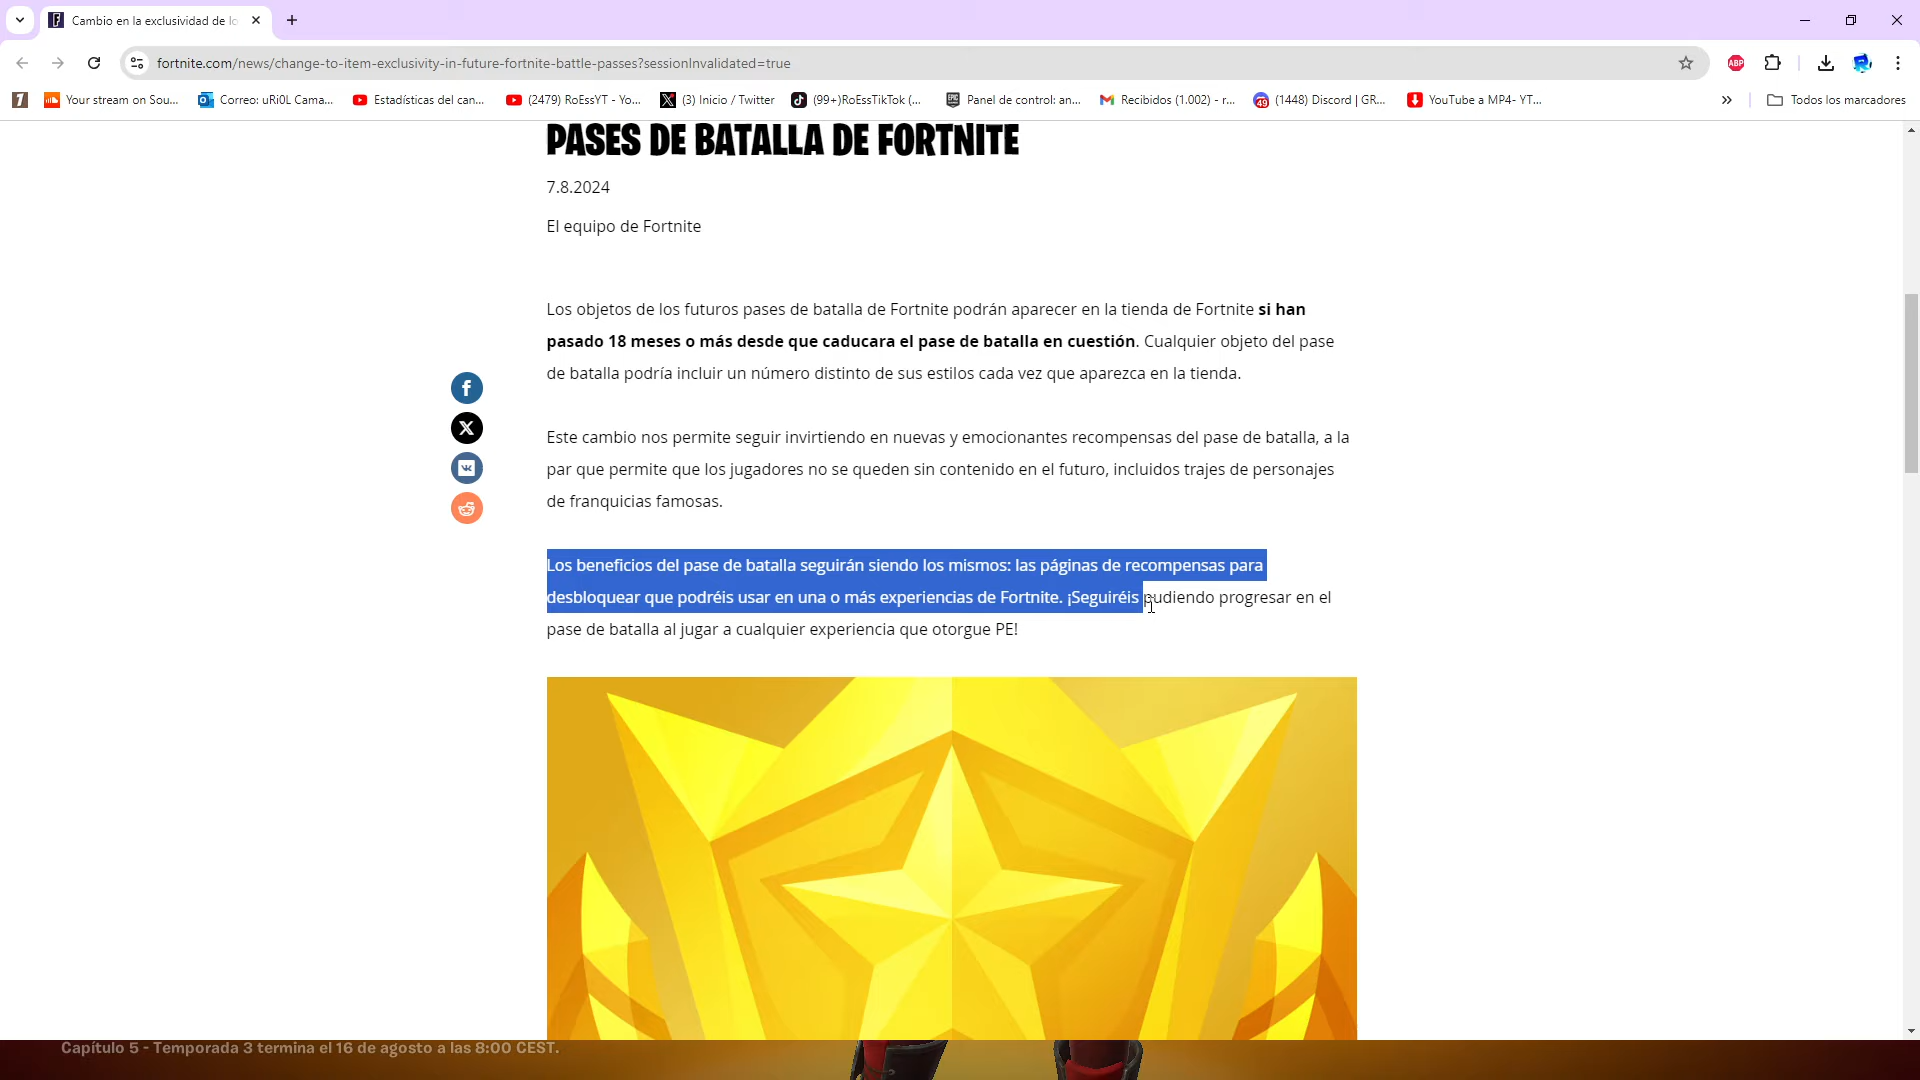 Cambio en la exclusividad de lo
fortnite.com/news/change-to-item-exclusivity-in-future-fortnite-battle-passes?sessionInvalidated=true
ABP
Your stream on Sou...
Correo: uRi0L Cama...
Estadísticas del can...
(2479) RoEssYT - Yo...
(3) Inicio / Twitter
(99+)RoEssTikTok (...
Panel de control: an...
Recibidos (1.002) - r...
(1448) Discord | GR...
YouTube a MP4- YT...
Todos los marcadores
PASES DE BATALLA DE FORTNITE
7.8.2024
El equipo de Fortnite
Los objetos de los futuros pases de batalla de Fortnite podrán aparecer en la tienda de Fortnite si han
pasado 18 meses o más desde que caducara el pase de batalla en cuestión. Cualquier objeto del pase
de batalla podría incluir un número distinto de sus estilos cada vez que aparezca en la tienda.
Este cambio nos permite seguir invirtiendo en nuevas y emocionantes recompensas del pase de batalla, a la
par que permite que los jugadores no se queden sin contenido en el futuro, incluidos trajes de personajes
de franquicias famosas.
Los beneficios del pase de batalla seguirán siendo los mismos: las páginas de recompensas para
desbloquear que podréis usar en una o más experiencias de Fortnite. ¡Seguiréis pudiendo progresar en el
pase de batalla al jugar a cualquier experiencia que otorgue PE!
Capítulo 5 - Temporada 3 termina el 16 de agosto a las 8:00 CEST.